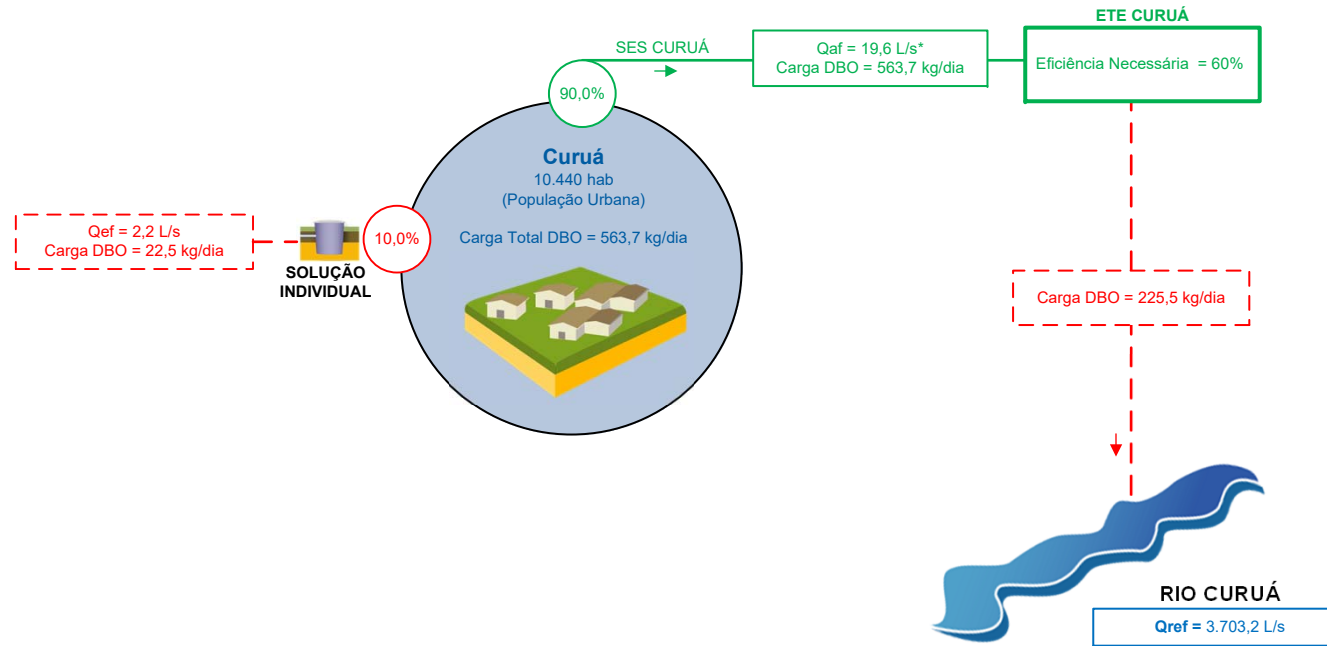 ETE CURUÁ
SES CURUÁ
Qaf = 19,6 L/s*
Carga DBO = 563,7 kg/dia
Eficiência Necessária = 60%
90,0%
Curuá
10.440 hab
(População Urbana)
Carga Total DBO = 563,7 kg/dia
Qef = 2,2 L/s
Carga DBO = 22,5 kg/dia
10,0%
SOLUÇÃO
INDIVIDUAL
Carga DBO = 225,5 kg/dia
RIO CURUÁ
Qref = 3.703,2 L/s